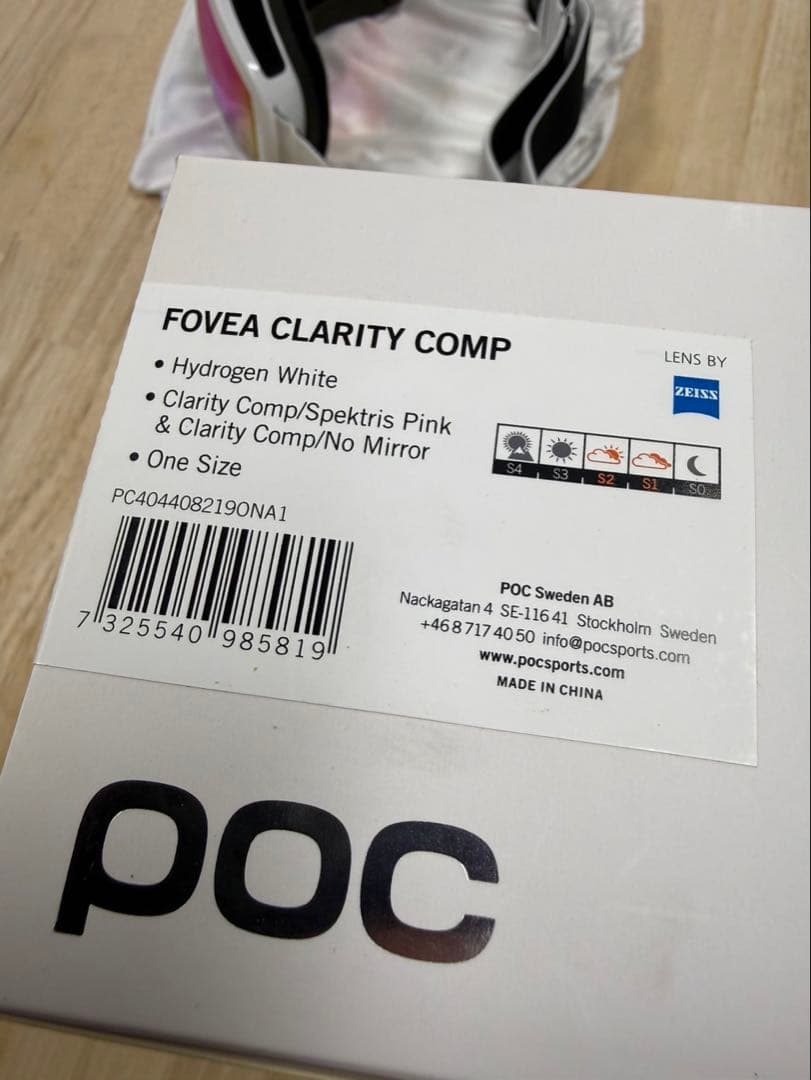 FOVEA CLARITY COMP
• Hydrogen White
• Clarity Comp/Spektris Pink
& Clarity Comp/No Mirror
• One Size
LENS BY
ZEISS
S4 S3 S2 S1 S0
PC404408219ONA1
7 325540 985819
POC Sweden AB
Nackagatan 4 SE-116 41 Stockholm Sweden
+46 8 717 40 50 info@pocsports.com
www.pocsports.com
MADE IN CHINA
POC